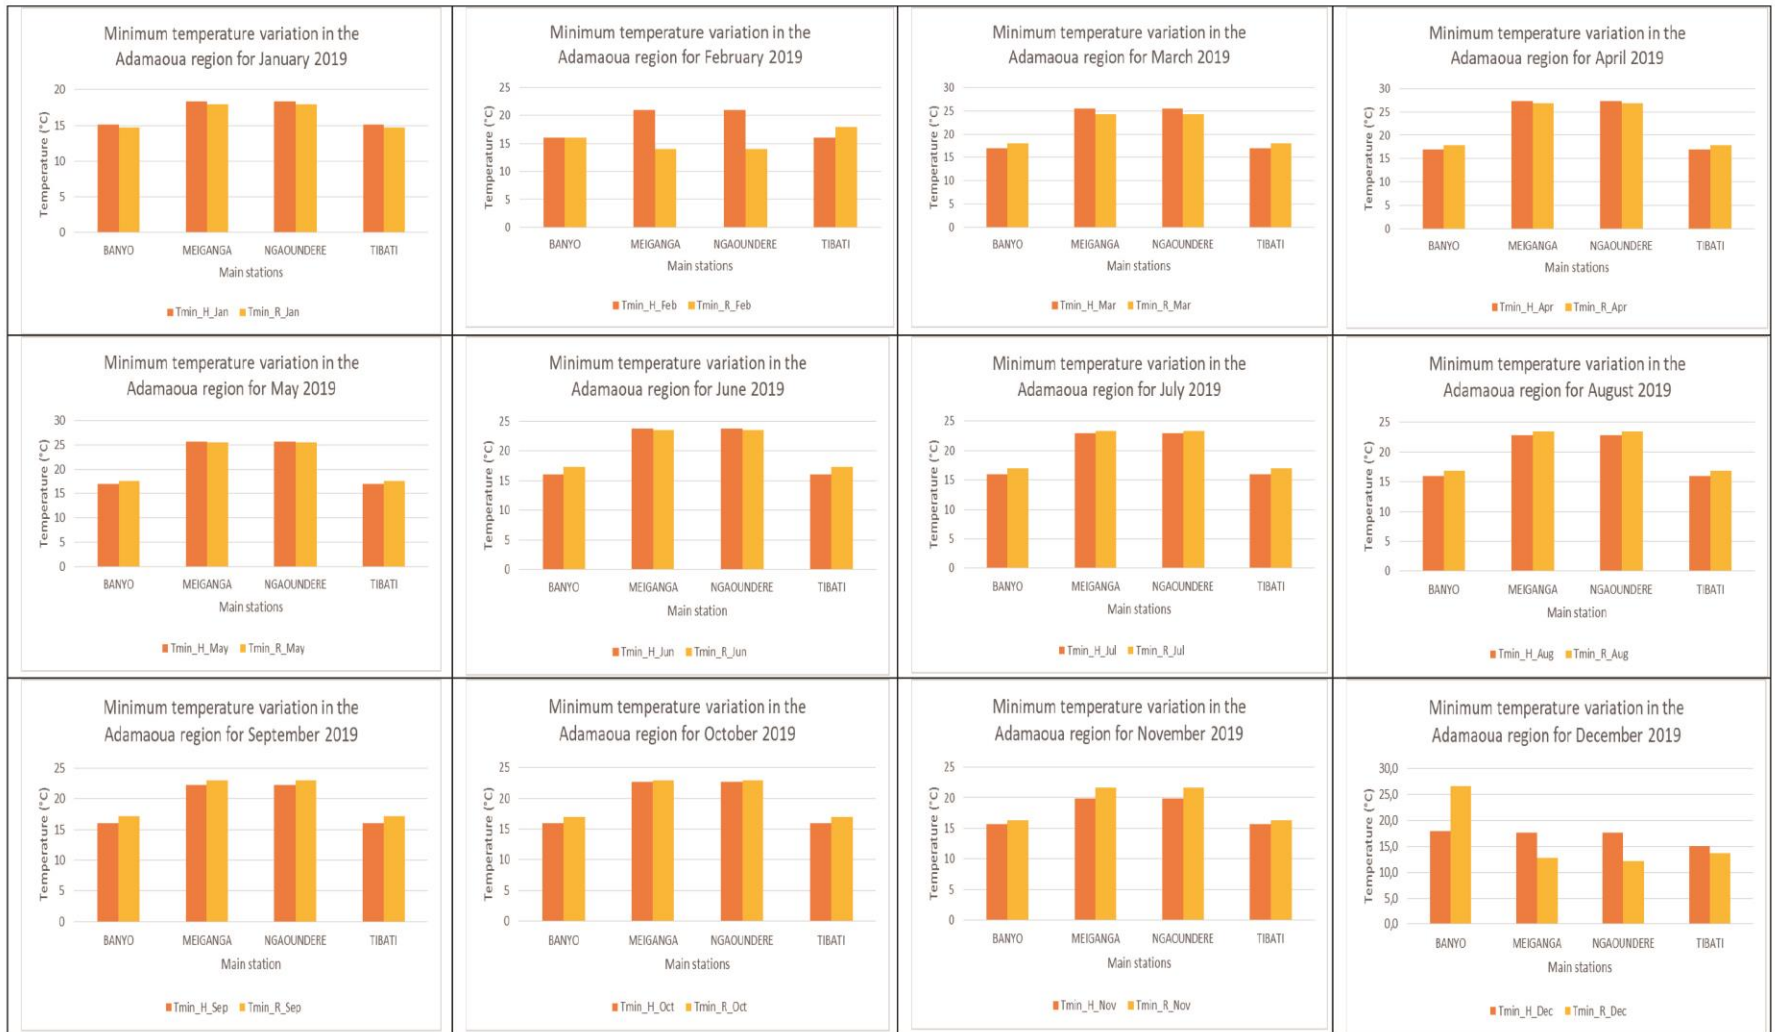 Minimum temperature variation in the
Adamaoua region for January 2019
Temperature (°C)
20
15
10
5
0
BANYO MEIGANGA NGAOUNDERE TIBATI
Main stations
Tmin_H_Jan Tmin_R_Jan
Minimum temperature variation in the
Adamaoua region for February 2019
Temperature (°C)
25
20
15
10
5
0
BANYO MEIGANGA NGAOUNDERE TIBATI
Main stations
Tmin_H_Feb Tmin_R_Feb
Minimum temperature variation in the
Adamaoua region for March 2019
Temperature (°C)
30
25
20
15
10
5
0
BANYO MEIGANGA NGAOUNDERE TIBATI
Main stations
Tmin_H_Mar Tmin_R_Mar
Minimum temperature variation in the
Adamaoua region for April 2019
Temperature (°C)
30
25
20
15
10
5
0
BANYO MEIGANGA NGAOUNDERE TIBATI
Main stations
Tmin_H_Apr Tmin_R_Apr
Minimum temperature variation in the
Adamaoua region for May 2019
Temperature (°C)
30
25
20
15
10
5
0
BANYO MEIGANGA NGAOUNDERE TIBATI
Main stations
Tmin_H_May Tmin_R_May
Minimum temperature variation in the
Adamaoua region for June 2019
Temperature (°C)
25
20
15
10
5
0
BANYO MEIGANGA NGAOUNDERE TIBATI
Main stations
Tmin_H_Jun Tmin_R_Jun
Minimum temperature variation in the
Adamaoua region for July 2019
Temperature (°C)
25
20
15
10
5
0
BANYO MEIGANGA NGAOUNDERE TIBATI
Main stations
Tmin_H_Jul Tmin_R_Jul
Minimum temperature variation in the
Adamaoua region for August 2019
Temperature (°C)
25
20
15
10
5
0
BANYO MEIGANGA NGAOUNDERE TIBATI
Main station
Tmin_H_Aug Tmin_R_Aug
Minimum temperature variation in the
Adamaoua region for September 2019
Temperature (°C)
25
20
15
10
5
0
BANYO MEIGANGA NGAOUNDERE TIBATI
Main station
Tmin_H_Sep Tmin_R_Sep
Minimum temperature variation in the
Adamaoua region for October 2019
Temperature (°C)
25
20
15
10
5
0
BANYO MEIGANGA NGAOUNDERE TIBATI
Main stations
Tmin_H_Oct Tmin_R_Oct
Minimum temperature variation in the
Adamaoua region for November 2019
Temperature (°C)
25
20
15
10
5
0
BANYO MEIGANGA NGAOUNDERE TIBATI
Main stations
Tmin_H_Nov Tmin_R_Nov
Minimum temperature variation in the
Adamaoua region for December 2019
Temperature (°C)
30,0
25,0
20,0
15,0
10,0
5,0
0,0
BANYO MEIGANGA NGAOUNDERE TIBATI
Main stations
Tmin_H_Dec Tmin_R_Dec